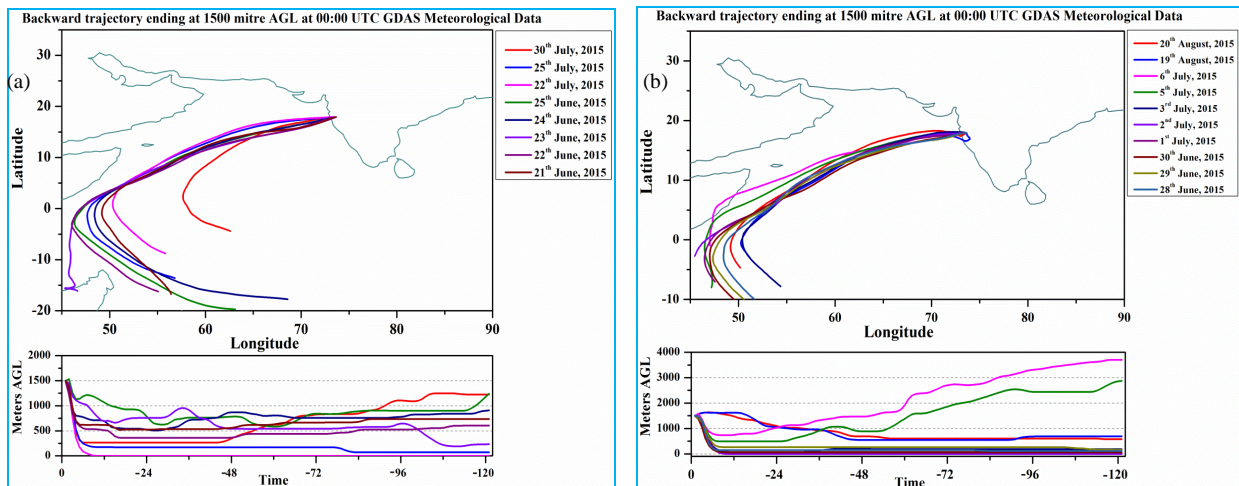 Backward trajectory ending at 1500 mitre AGL at 00:00 UTC GDAS Meteorological Data
(a)
30
20
10
0
-10
-20
Latitude
50
60
70
80
90
Longitude
30th July, 2015
25th July, 2015
22th July, 2015
25th June, 2015
24th June, 2015
23th June, 2015
22th June, 2015
21th June, 2015
2000
1500
1000
500
0
Meters AGL
0
-24
-48
-72
-96
-120
Time
Backward trajectory ending at 1500 mitre AGL at 00:00 UTC GDAS Meteorological Data
(b)
30
20
10
0
-10
Latitude
50
60
70
80
90
Longitude
20th August, 2015
19th August, 2015
6th July, 2015
5th July, 2015
3rd July, 2015
2nd July, 2015
1st July, 2015
30th June, 2015
29th June, 2015
28th June, 2015
4000
3000
2000
1000
0
Meters AGL
0
-24
-48
-72
-96
-120
Time